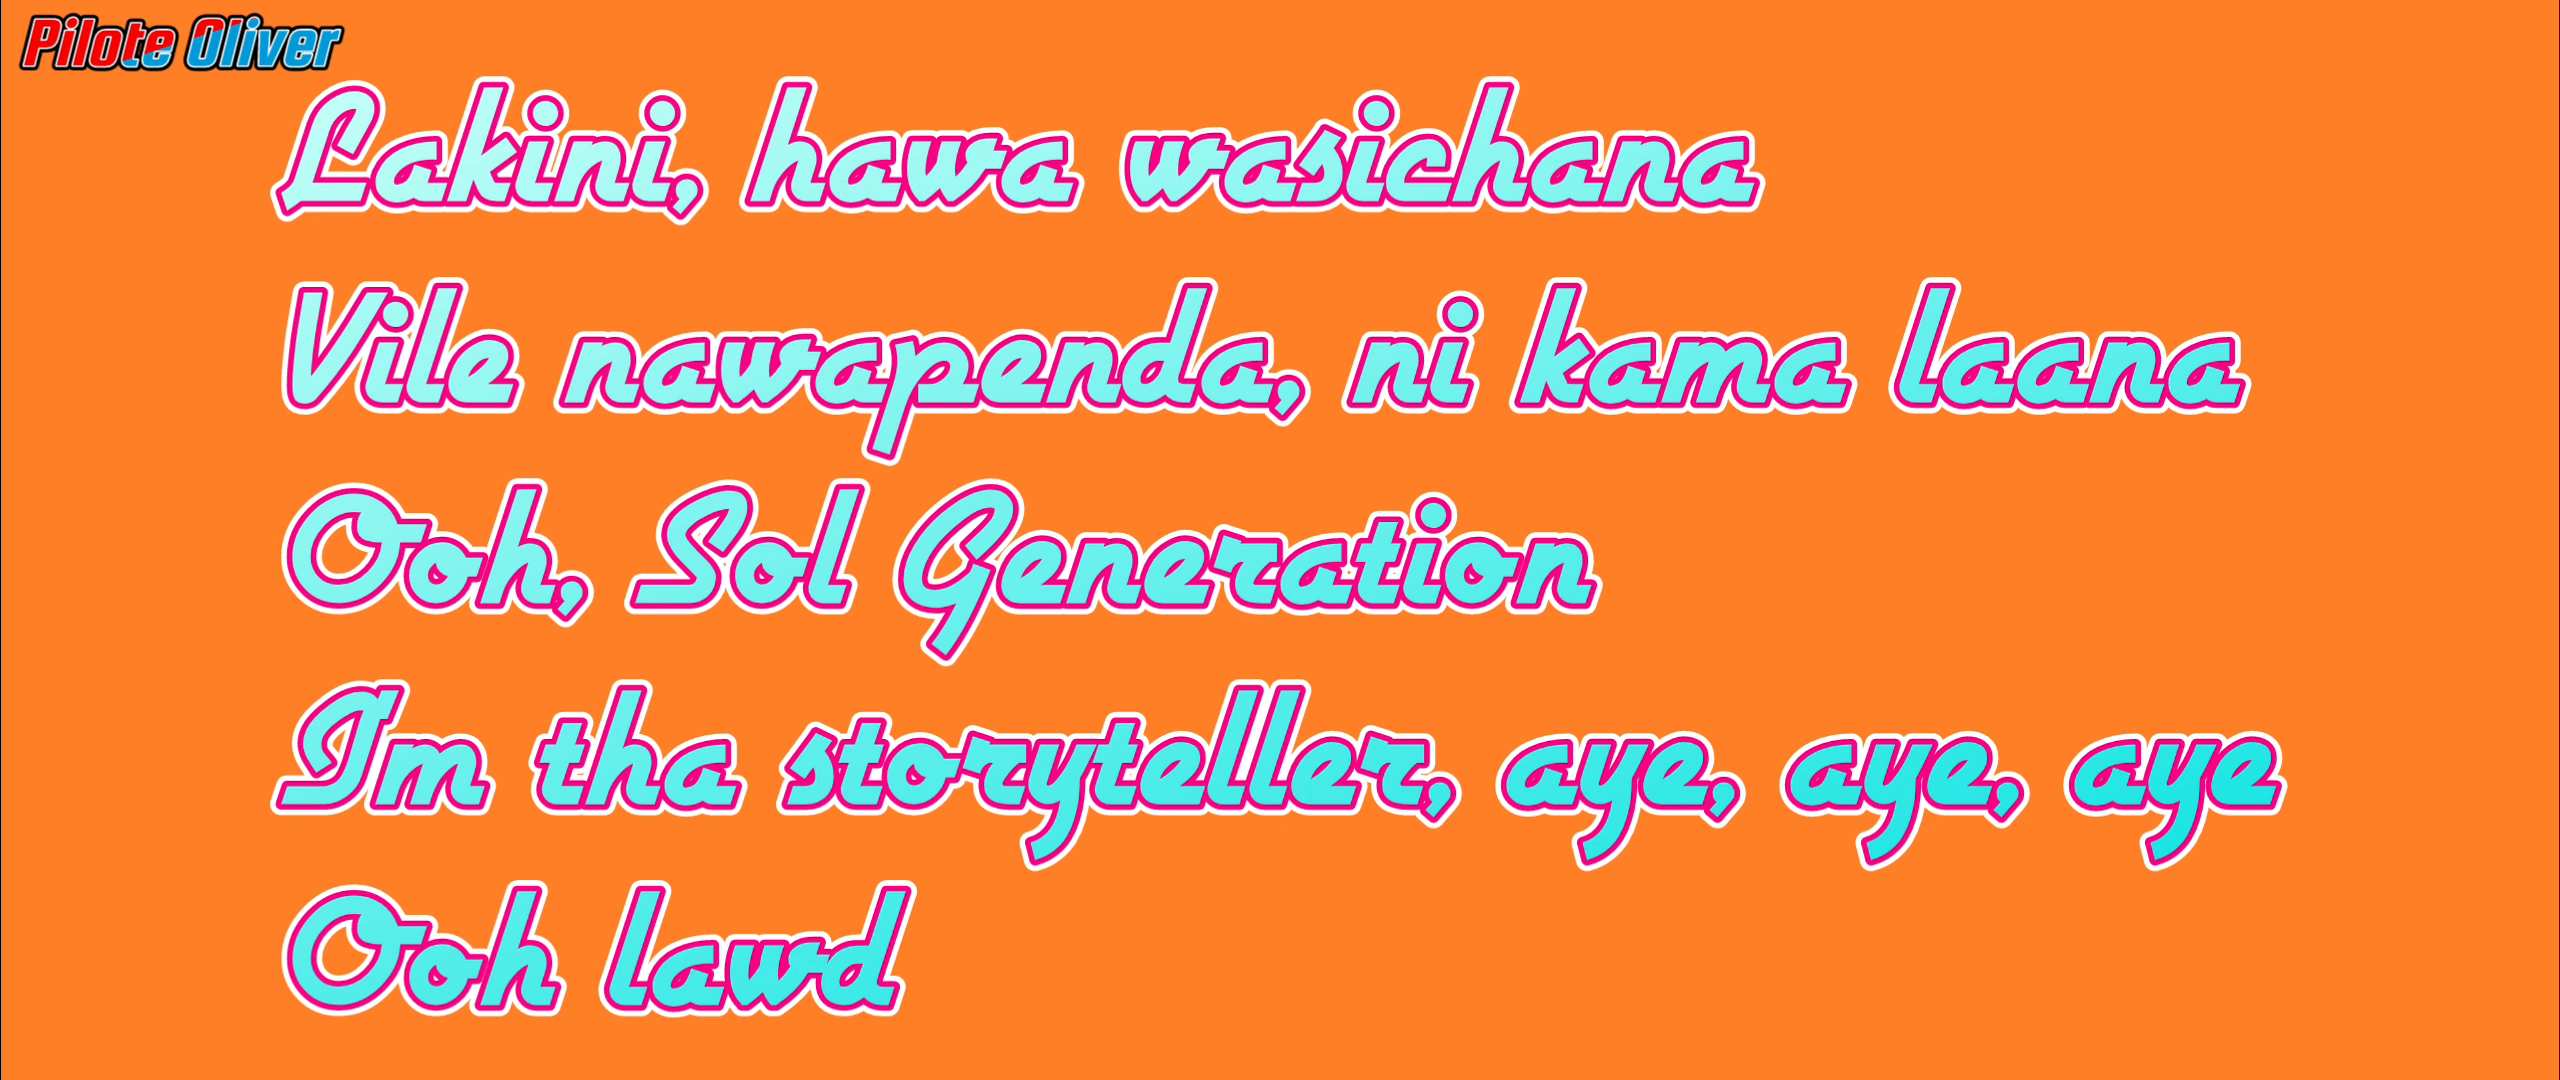 Pilote Oliver
Lakini, hawa wasichana
Vile nawapenda, ni kama laana
Ooh, Sol Generation
Im tha storyteller, aye, aye, aye
Ooh lawd